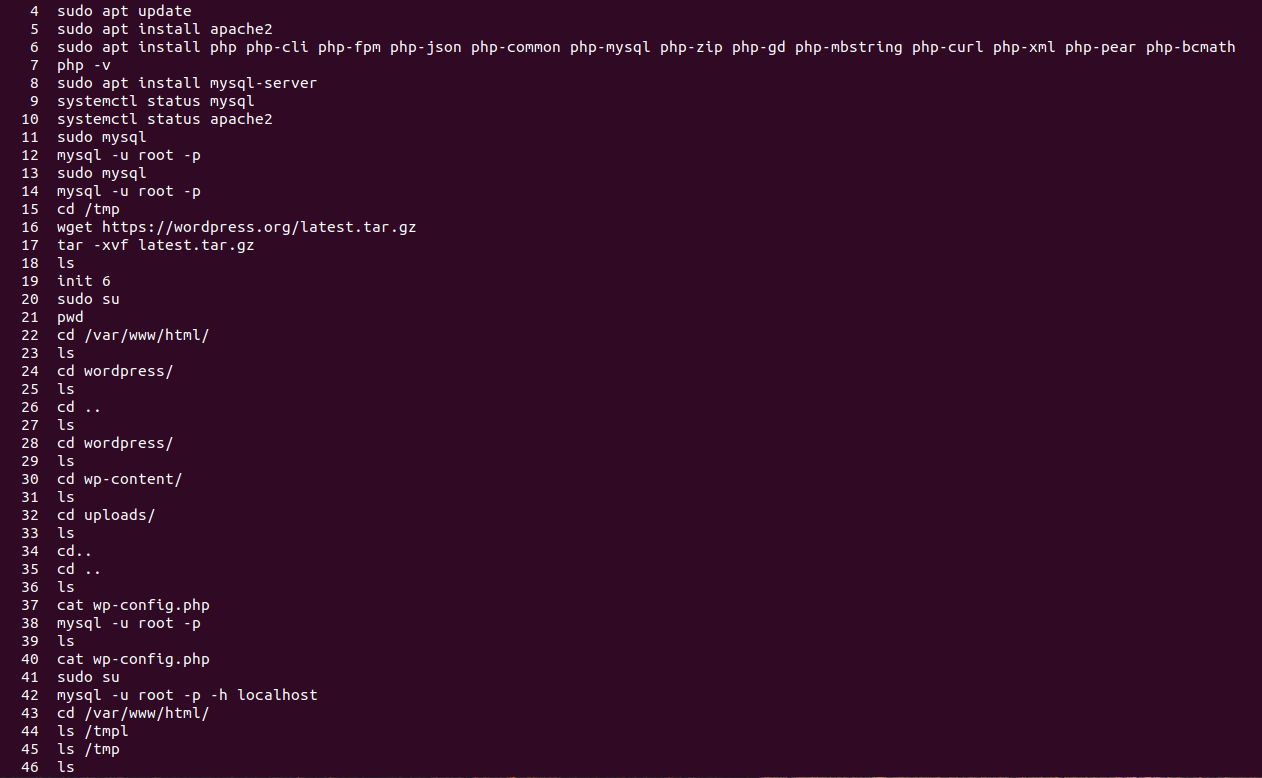 4 sudo apt update
5 sudo apt install apache2
6 sudo apt install php php-cli php-fpm php-json php-common php-mysql php-zip php-gd php-mbstring php-curl php-xml php-pear php-bcmath
7 php -v
8 sudo apt install mysql-server
9 systemctl status mysql
10 systemctl status apache2
11 sudo mysql
12 mysql -u root -p
13 sudo mysql
14 mysql -u root -p
15 cd /tmp
16 wget https://wordpress.org/latest.tar.gz
17 tar -xvf latest.tar.gz
18 ls
19 init 6
20 sudo su
21 pwd
22 cd /var/www/html/
23 ls
24 cd wordpress/
25 ls
26 cd ..
27 ls
28 cd wordpress/
29 ls
30 cd wp-content/
31 ls
32 cd uploads/
33 ls
34 cd..
35 cd ..
36 ls
37 cat wp-config.php
38 mysql -u root -p
39 ls
40 cat wp-config.php
41 sudo su
42 mysql -u root -p -h localhost
43 cd /var/www/html/
44 ls /tmpl
45 ls /tmp
46 ls